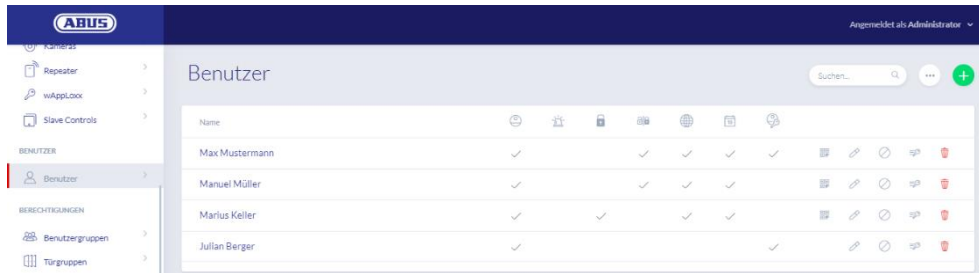 ABUS
Angemeldet als Administrator
Kameras
Repeater
wAppLoxx
Slave Controls
BENUTZER
Benutzer
BERECHTIGUNGEN
Benutzergruppen
Türgruppen
Benutzer
Suchen...
Name
Max Mustermann
Manuel Müller
Marius Keller
Julian Berger